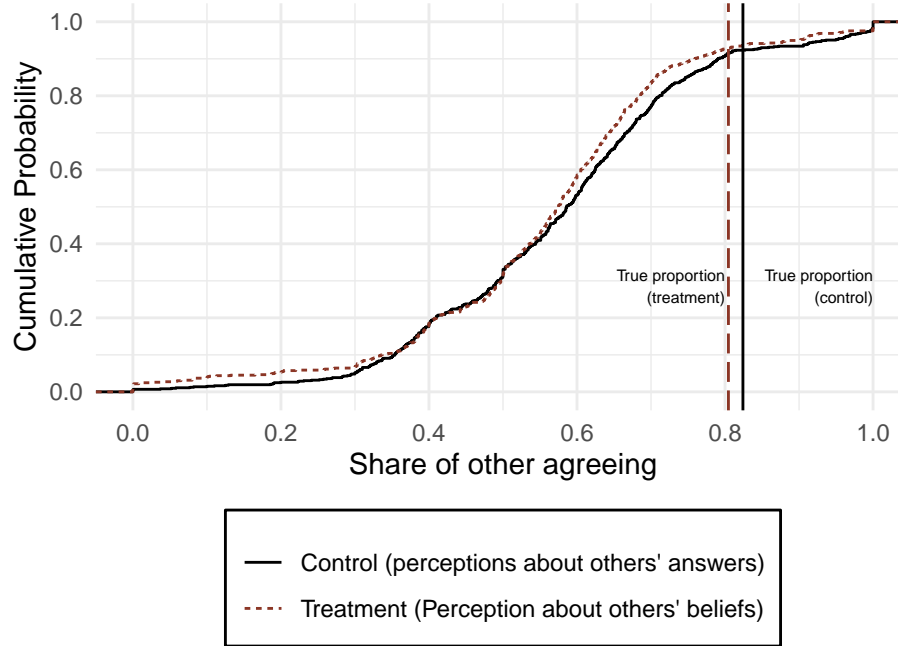 1.0
0.8
0.6
0.4
0.2
0.0
Cumulative Probability
True proportion
(treatment)
True proportion
(control)
0.0 0.2 0.4 0.6 0.8 1.0
Share of other agreeing
Control (perceptions about others' answers)
Treatment (Perception about others' beliefs)